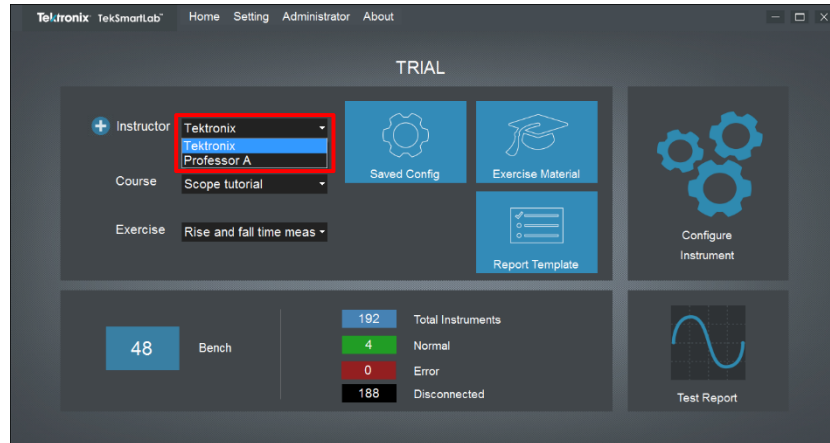 Tektronix TekSmartLab™ Home Setting Administrator About
TRIAL
Instructor Tektronix
Tektronix
Professor A
Course Scope tutorial
Exercise Rise and fall time meas
Saved Config
Exercise Material
Report Template
Configure
Instrument
48 Bench
192 Total Instruments
4 Normal
0 Error
188 Disconnected
Test Report